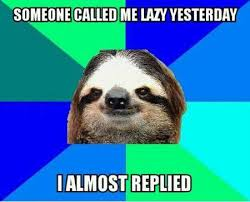 SOMEONE CALLED ME LAZY YESTERDAY
I ALMOST REPLIED